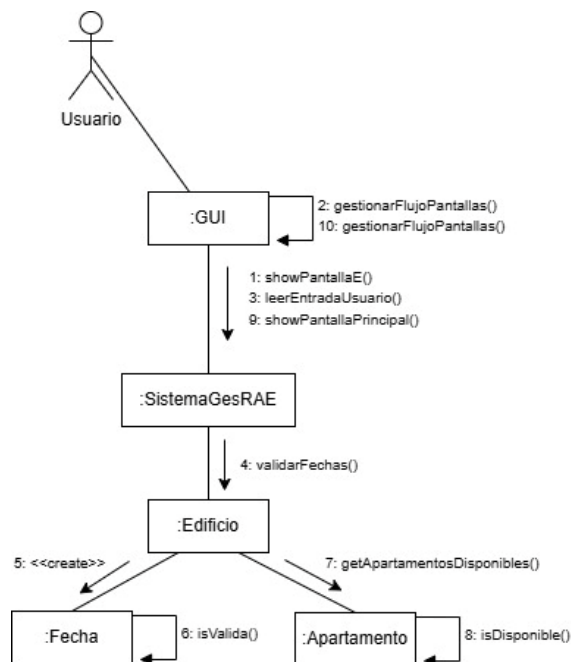 Usuario
:GUI
2: gestionarFlujoPantallas()
10: gestionarFlujoPantallas()
1: showPantallaE()
3: leerEntradaUsuario()
9: showPantallaPrincipal()
:SistemaGesRAE
4: validarFechas()
:Edificio
5: <<create>>
7: getApartamentosDisponibles()
:Fecha
6: isValida()
:Apartamento
8: isDisponible()